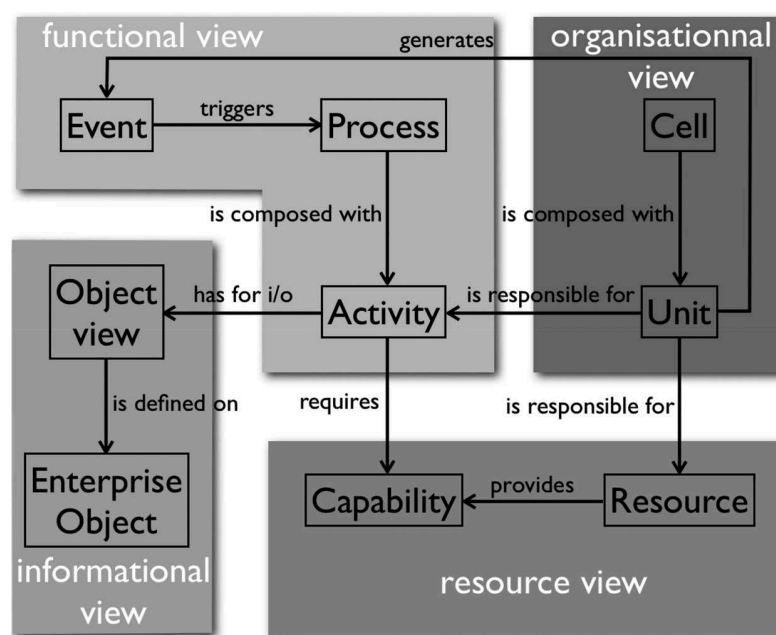 functional view
generates
organisationnal
view
Event
triggers
Process
Cell
is composed with
is composed with
Object
view
has for i/o
Activity
is responsible for
Unit
is defined on
requires
is responsible for
Enterprise
Object
Capability
provides
Resource
informational
view
resource view